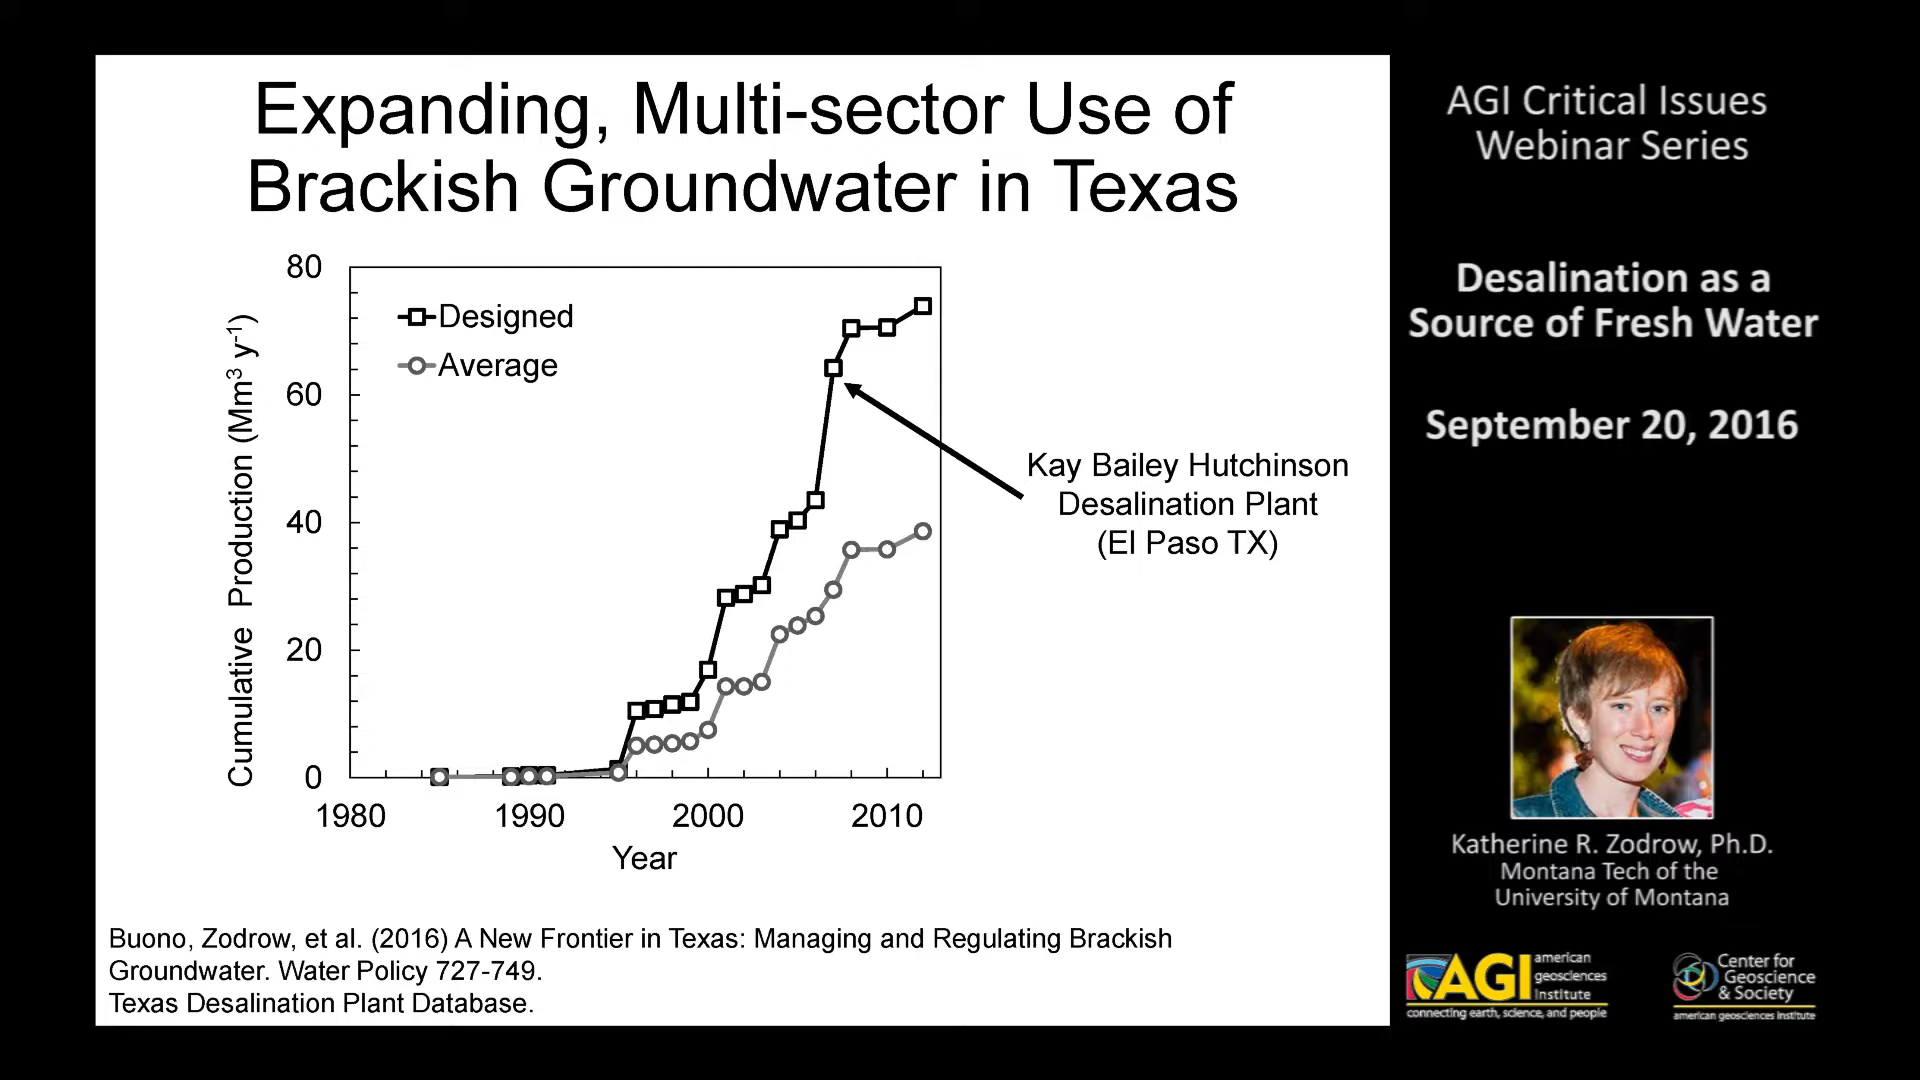 Expanding, Multi-sector Use of
Brackish Groundwater in Texas
80
60
40
20
0
Cumulative Production (Mm³ y⁻¹)
Designed
Average
1980
1990
2000
2010
Year
Kay Bailey Hutchinson
Desalination Plant
(El Paso TX)
Buono, Zodrow, et al. (2016) A New Frontier in Texas: Managing and Regulating Brackish
Groundwater. Water Policy 727-749.
Texas Desalination Plant Database.
AGI Critical Issues
Webinar Series
Desalination as a
Source of Fresh Water
September 20, 2016
Katherine R. Zodrow, Ph.D.
Montana Tech of the
University of Montana
AGI
american
geosciences
institute
connecting earth, science, and people
Center for
Geoscience
& Society
american geosciences institute